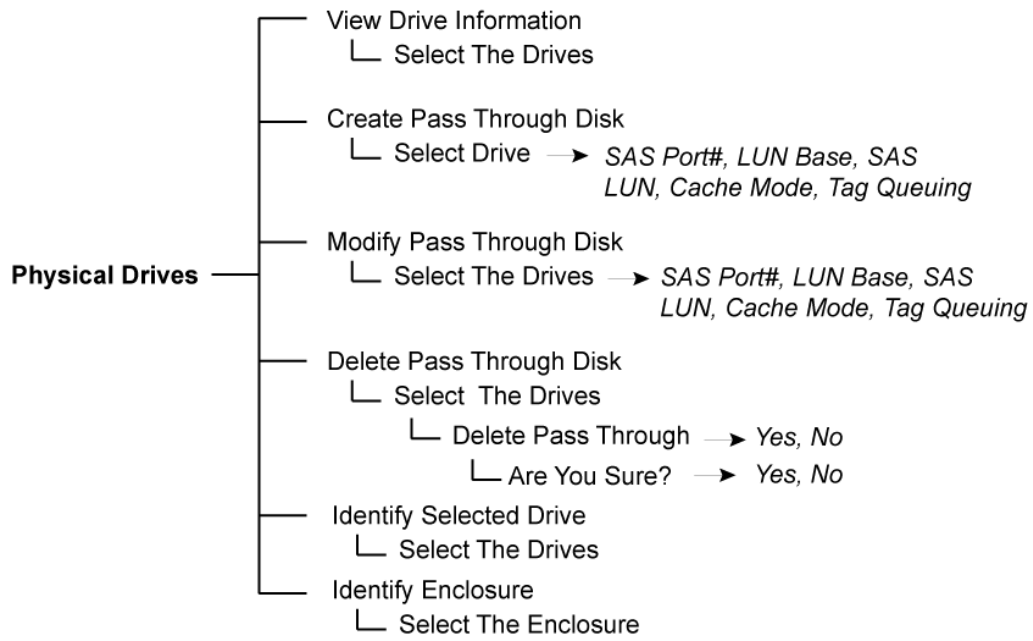 View Drive Information
Select The Drives
Create Pass Through Disk
Select Drive
SAS Port#, LUN Base, SAS
LUN, Cache Mode, Tag Queuing
Modify Pass Through Disk
Physical Drives
Select The Drives
SAS Port#, LUN Base, SAS
LUN, Cache Mode, Tag Queuing
Delete Pass Through Disk
Select The Drives
Delete Pass Through
Yes, No
Are You Sure?
Yes, No
Identify Selected Drive
Select The Drives
Identify Enclosure
Select The Enclosure